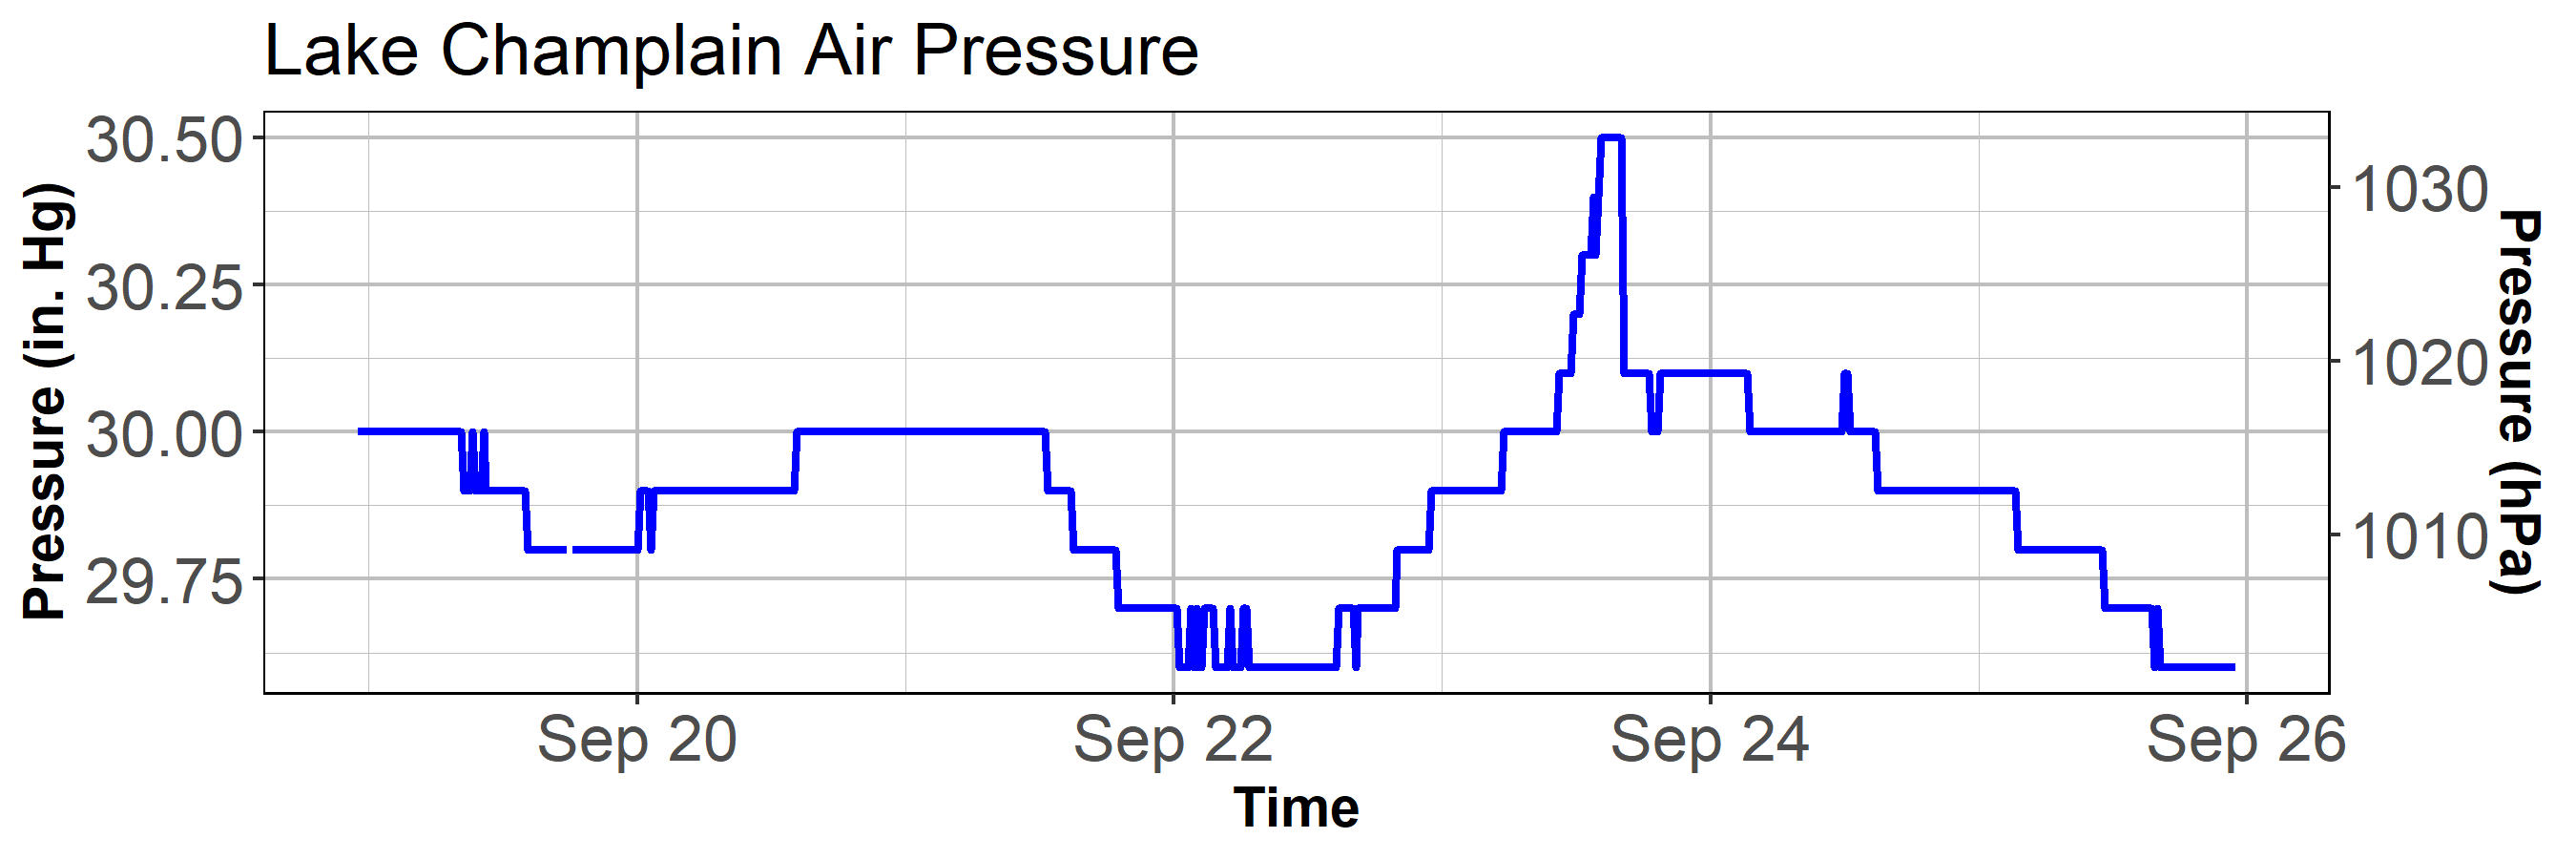 Lake Champlain Air Pressure
Pressure (in. Hg)
30.50
30.25
30.00
29.75
1030
1020
1010
Pressure (hPa)
Sep 20
Sep 22
Sep 24
Sep 26
Time